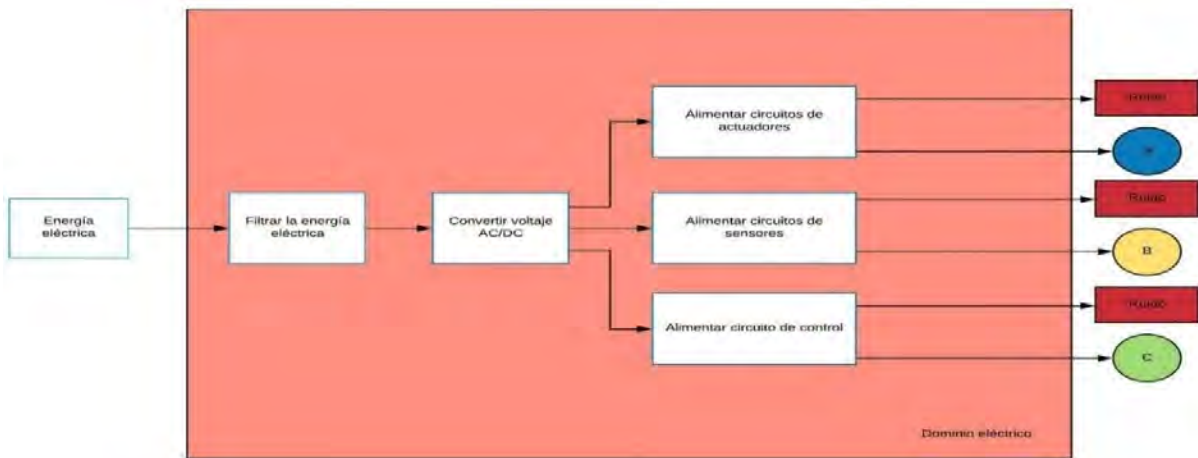 Ruido
Alimentar circuitos de
actuadores
A
Ruido
Energía
eléctrica
Filtrar la energía
eléctrica
Convertir voltaje
AC/DC
Alimentar circuitos de
sensores
B
Ruido
Alimentar circuito de control
C
Dominio eléctrico